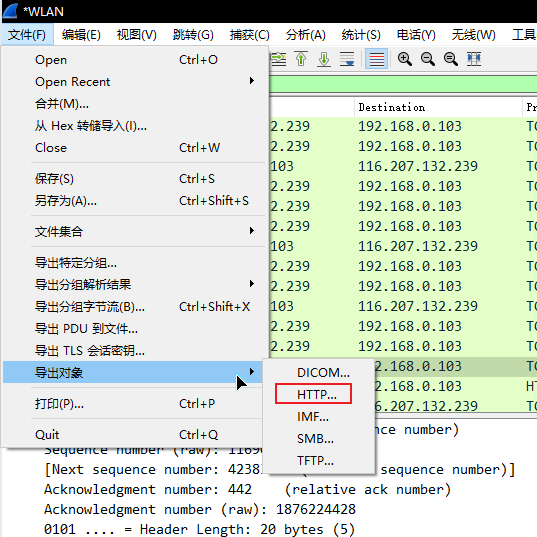 *WLAN
文件(F) 编辑(E) 视图(V) 跳转(G) 捕获(C) 分析(A) 统计(S) 电话(Y) 无线(W) 工具
Open Ctrl+O
Open Recent
合并(M)...
从 Hex 转储导入(I)...
Close Ctrl+W
保存(S) Ctrl+S
另存为(A)... Ctrl+Shift+S
文件集合
导出特定分组...
导出分组解析结果
导出分组字节流(B)... Ctrl+Shift+X
导出 PDU 到文件...
导出 TLS 会话密钥...
导出对象
打印(P)... Ctrl+P
Quit Ctrl+Q
DICOM...
HTTP...
IMF...
SMB...
TFTP...
Destination Pr
2.239 192.168.0.103 TC
2.239 192.168.0.103 TC
103 116.207.132.239 TC
2.239 192.168.0.103 TC
2.239 192.168.0.103 TC
2.239 192.168.0.103 TC
103 116.207.132.239 TC
2.239 192.168.0.103 TC
2.239 192.168.0.103 TC
103 116.207.132.239 TC
2.239 192.168.0.103 TC
2.239 192.168.0.103 TC
192.168.0.103 TC
192.168.0.103 HT
116.207.132.239 TC
ence number)
Sequence number (raw): 1169
[Next sequence number: 4238 sequence number)]
Acknowledgment number: 442 (relative ack number)
Acknowledgment number (raw): 1876224428
0101 .... = Header Length: 20 bytes (5)